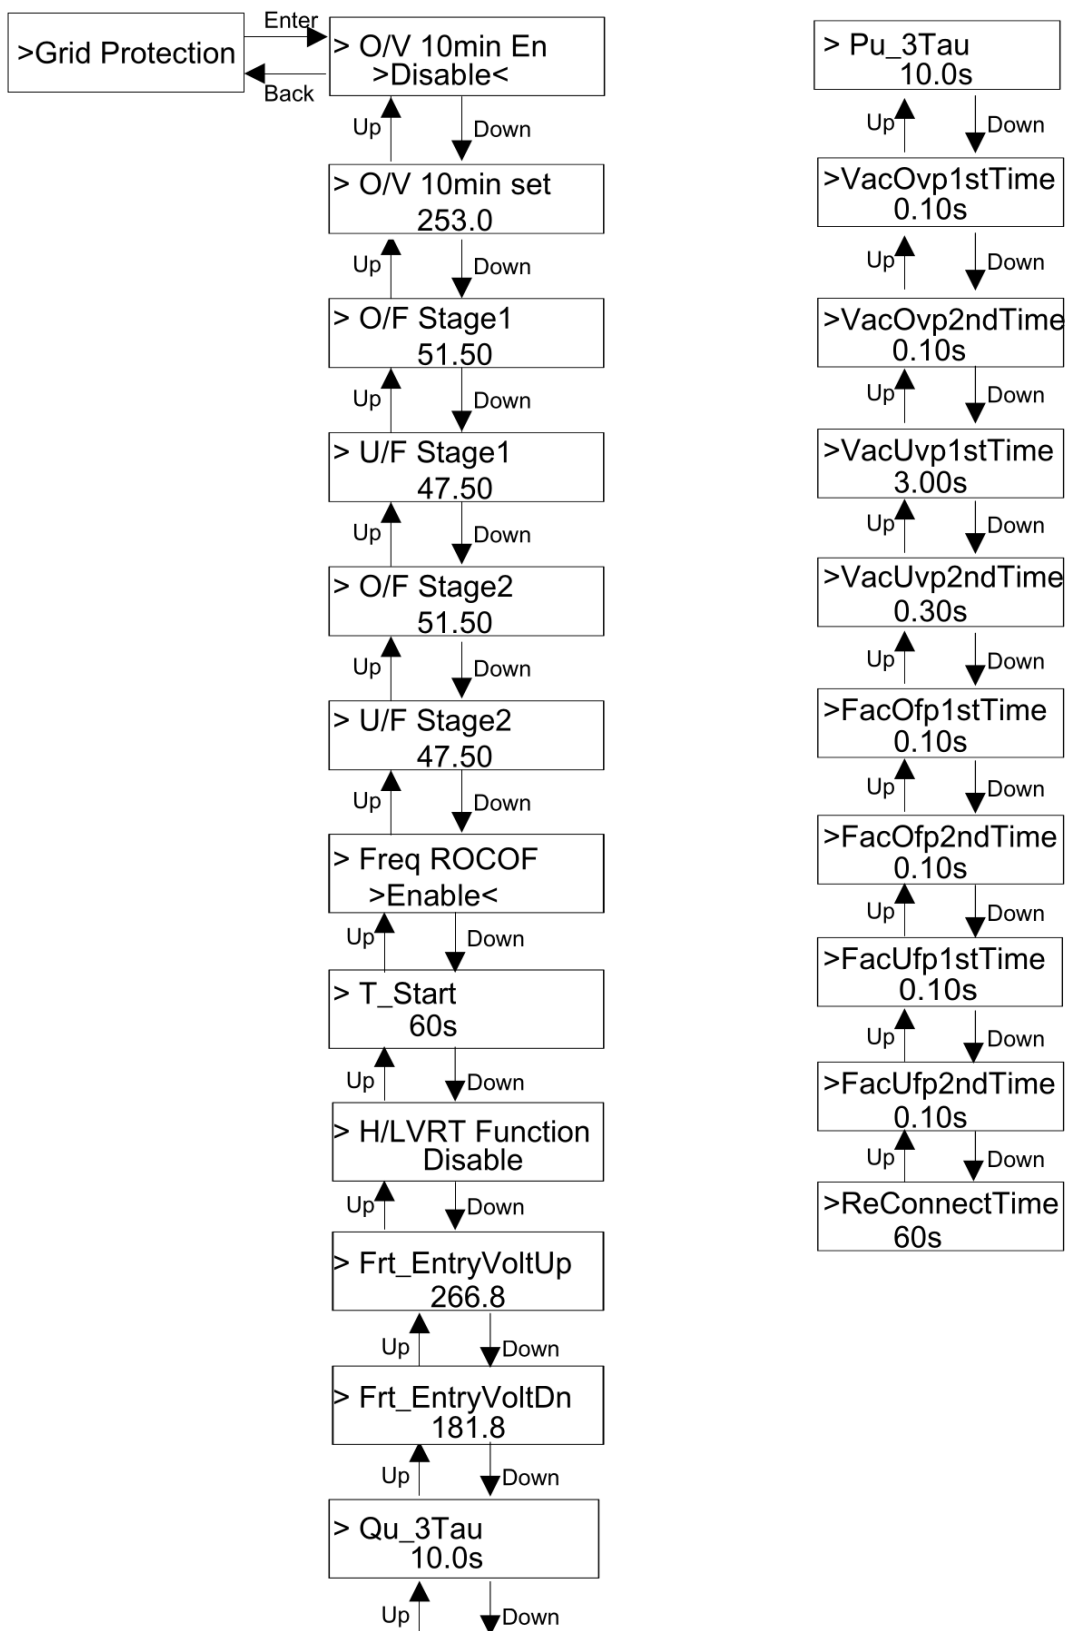 >Grid Protection
Enter
Back
> O/V 10min En
>Disable<
Up
Down
> O/V 10min set
253.0
Up
Down
> O/F Stage1
51.50
Up
Down
> U/F Stage1
47.50
Up
Down
> O/F Stage2
51.50
Up
Down
> U/F Stage2
47.50
Up
Down
> Freq ROCOF
>Enable<
Up
Down
> T_Start
60s
Up
Down
> H/LVRT Function
Disable
Up
Down
> Frt_EntryVoltUp
266.8
Up
Down
> Frt_EntryVoltDn
181.8
Up
Down
> Qu_3Tau
10.0s
Up
Down
> Pu_3Tau
10.0s
Up
Down
>VacOvp1stTime
0.10s
Up
Down
>VacOvp2ndTime
0.10s
Up
Down
>VacUvp1stTime
3.00s
Up
Down
>VacUvp2ndTime
0.30s
Up
Down
>FacOfp1stTime
0.10s
Up
Down
>FacOfp2ndTime
0.10s
Up
Down
>FacUfp1stTime
0.10s
Up
Down
>FacUfp2ndTime
0.10s
Up
Down
>ReConnectTime
60s